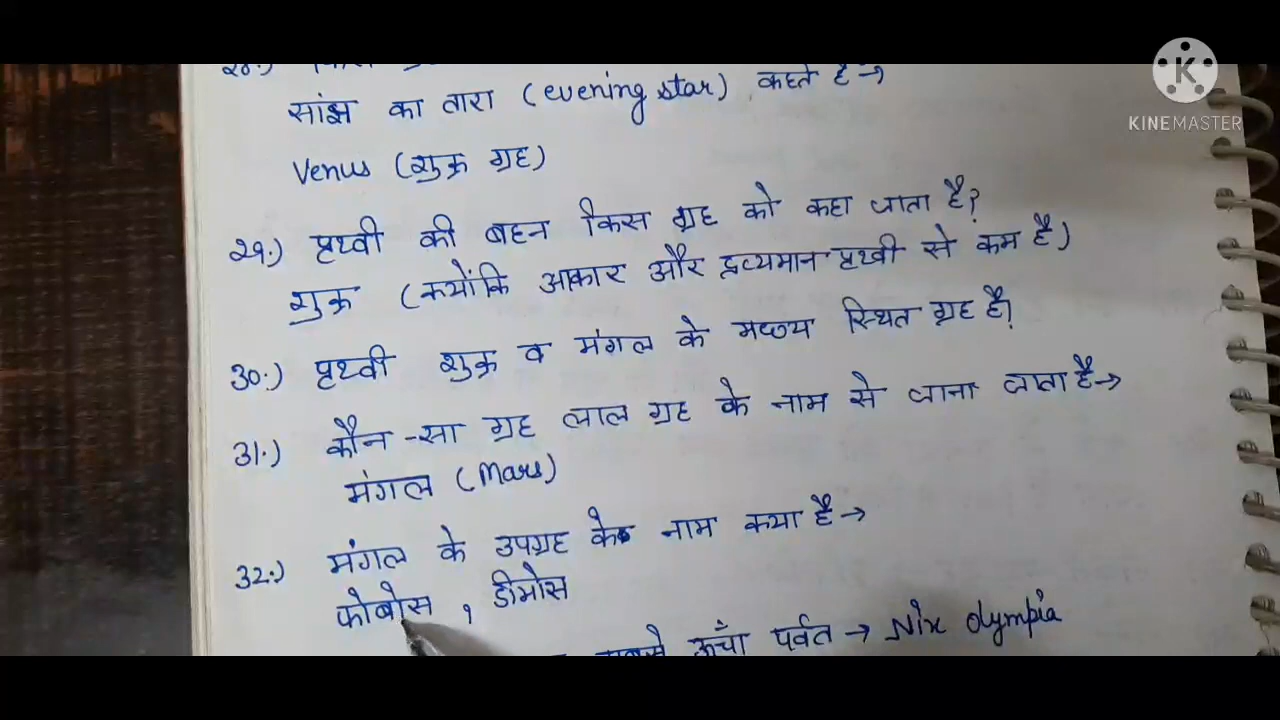 KINEMASTER
सांझ का तारा (evening star) कहते हैं →
Venus (शुक्र ग्रह)
29.) पृथ्वी की बहन किस ग्रह को कहा जाता है?
शुक्र (क्योंकि आकार और द्रव्यमान पृथ्वी से कम है)
30.) पृथ्वी शुक्र व मंगल के मध्य स्थित ग्रह है।
31.) कौन-सा ग्रह लाल ग्रह के नाम से जाना जाता है →
मंगल (Mars)
32.) मंगल के उपग्रह के नाम क्या है →
फोबोस, डीमोस
ऊँचा पर्वत → Nix olympia